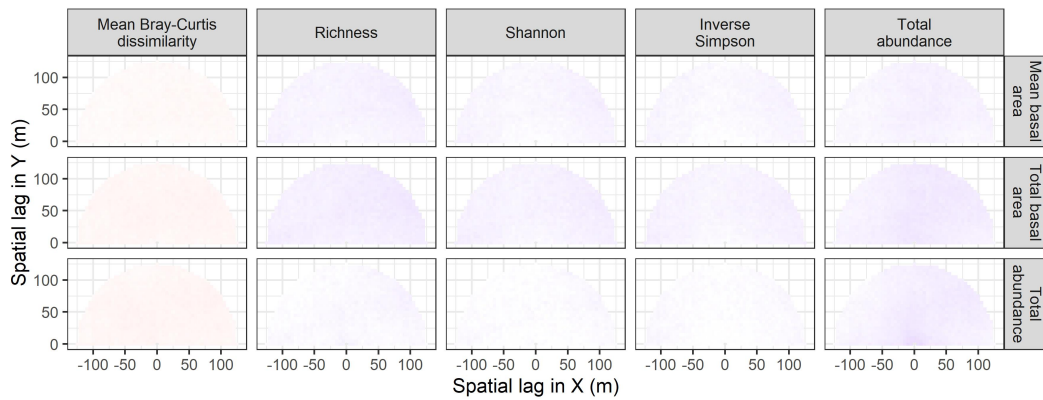 Mean Bray-Curtis
dissimilarity
Richness
Shannon
Inverse
Simpson
Total
abundance
Mean basal
area
Total basal
area
Total
abundance
Spatial lag in Y (m)
100
50
0
100
50
0
100
50
0
-100 -50 0 50 100
-100 -50 0 50 100
-100 -50 0 50 100
-100 -50 0 50 100
-100 -50 0 50 100
Spatial lag in X (m)